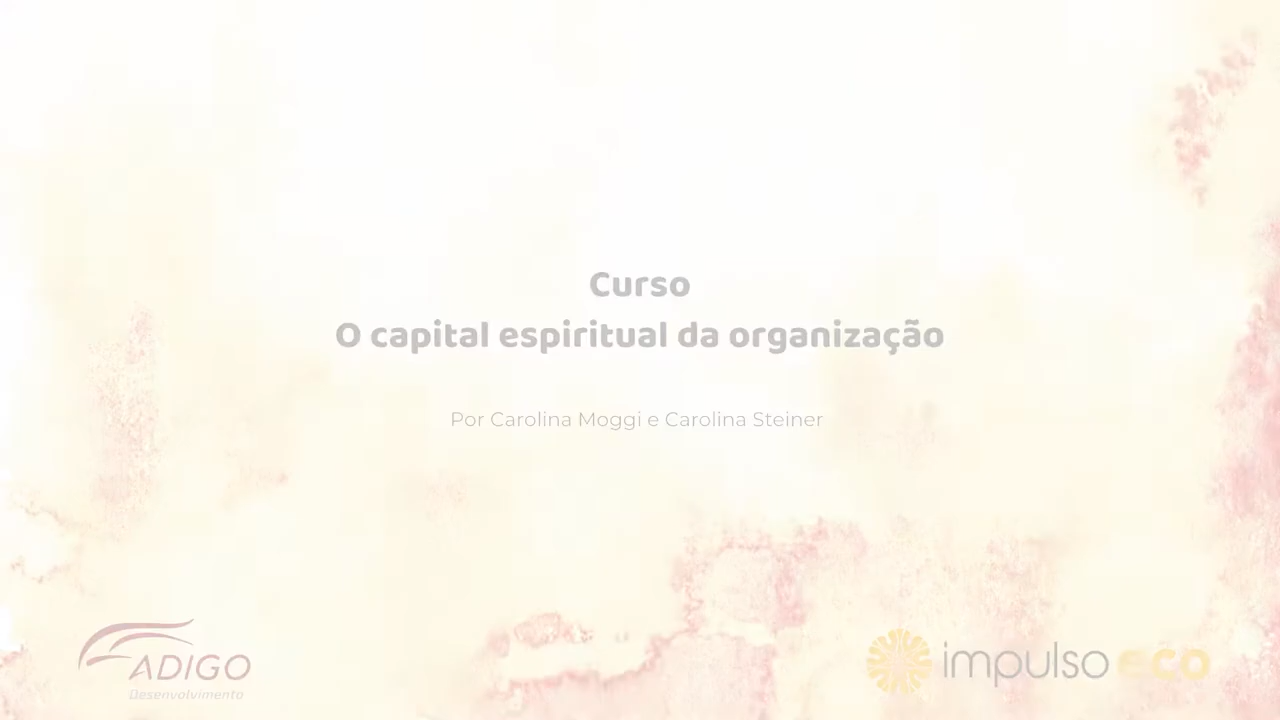 Curso
O capital espiritual da organização
Por Carolina Moggi e Carolina Steiner
ADIGO
Desenvolvimento
impulso eco